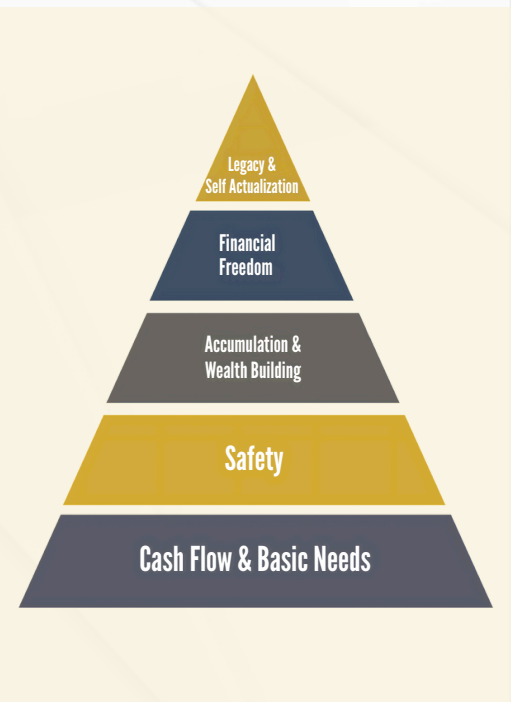 Legacy &
Self Actualization
Financial
Freedom
Accumulation &
Wealth Building
Safety
Cash Flow & Basic Needs